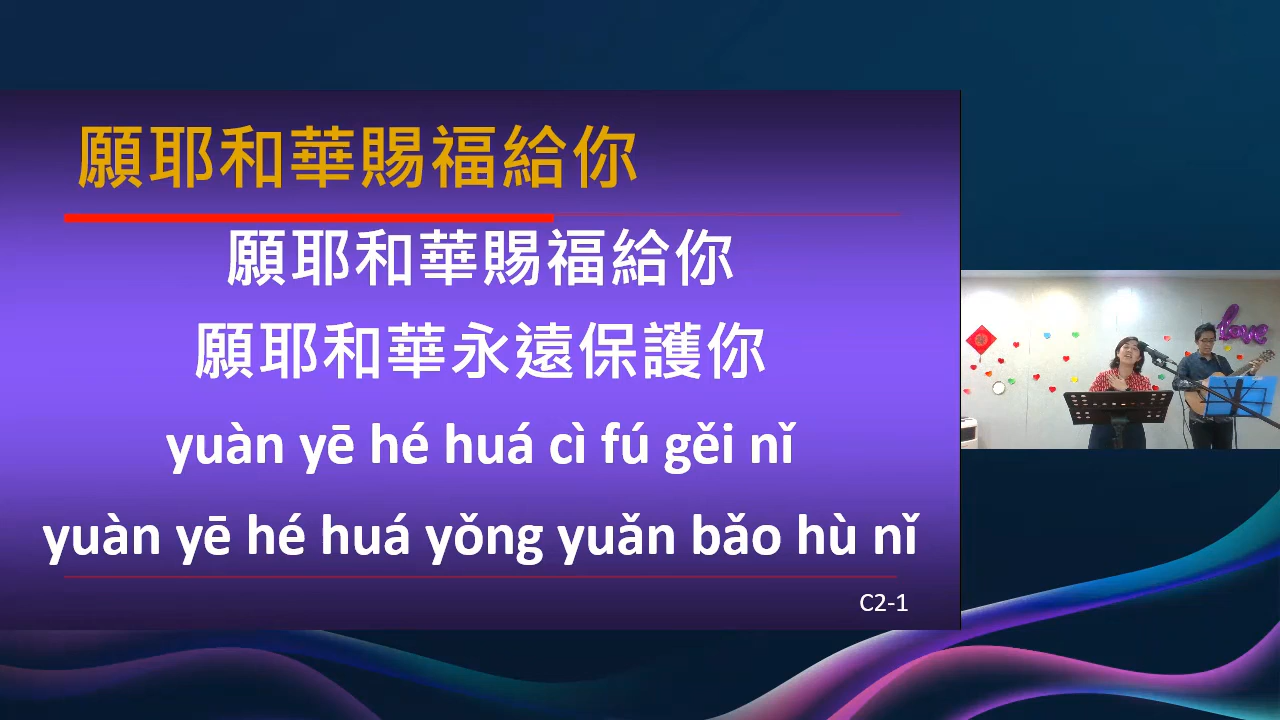 願耶和華賜福給你
願耶和華賜福給你
願耶和華永遠保護你
yuàn yē hé huá cì fú gěi nǐ
yuàn yē hé huá yǒng yuǎn bǎo hù nǐ
C2-1
love